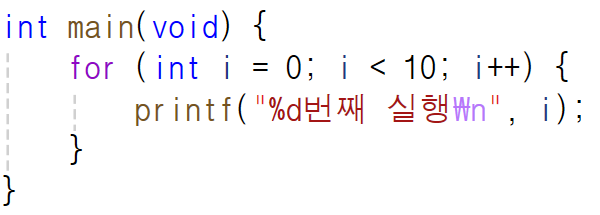 int main(void) {
for (int i = 0; i < 10; i++) {
printf("%d번째 실행₩n", i);
}
}